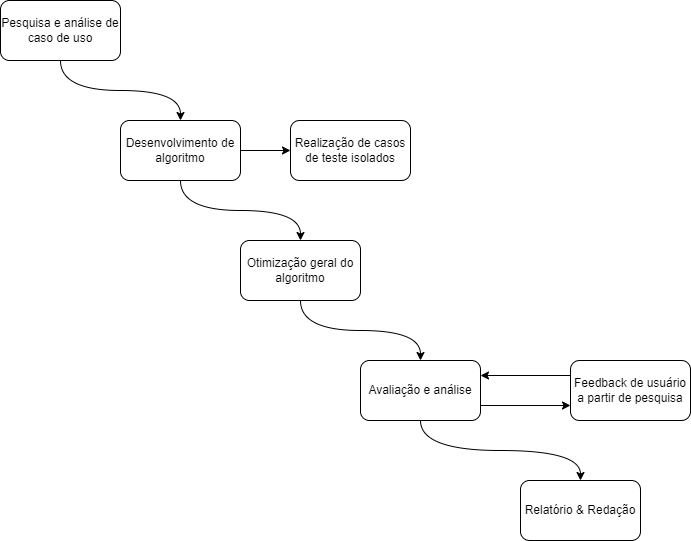 Pesquisa e análise de
caso de uso
Desenvolvimento de
algoritmo
Realização de casos
de teste isolados
Otimização geral do
algoritmo
Avaliação e análise
Feedback de usuário
a partir de pesquisa
Relatório & Redação